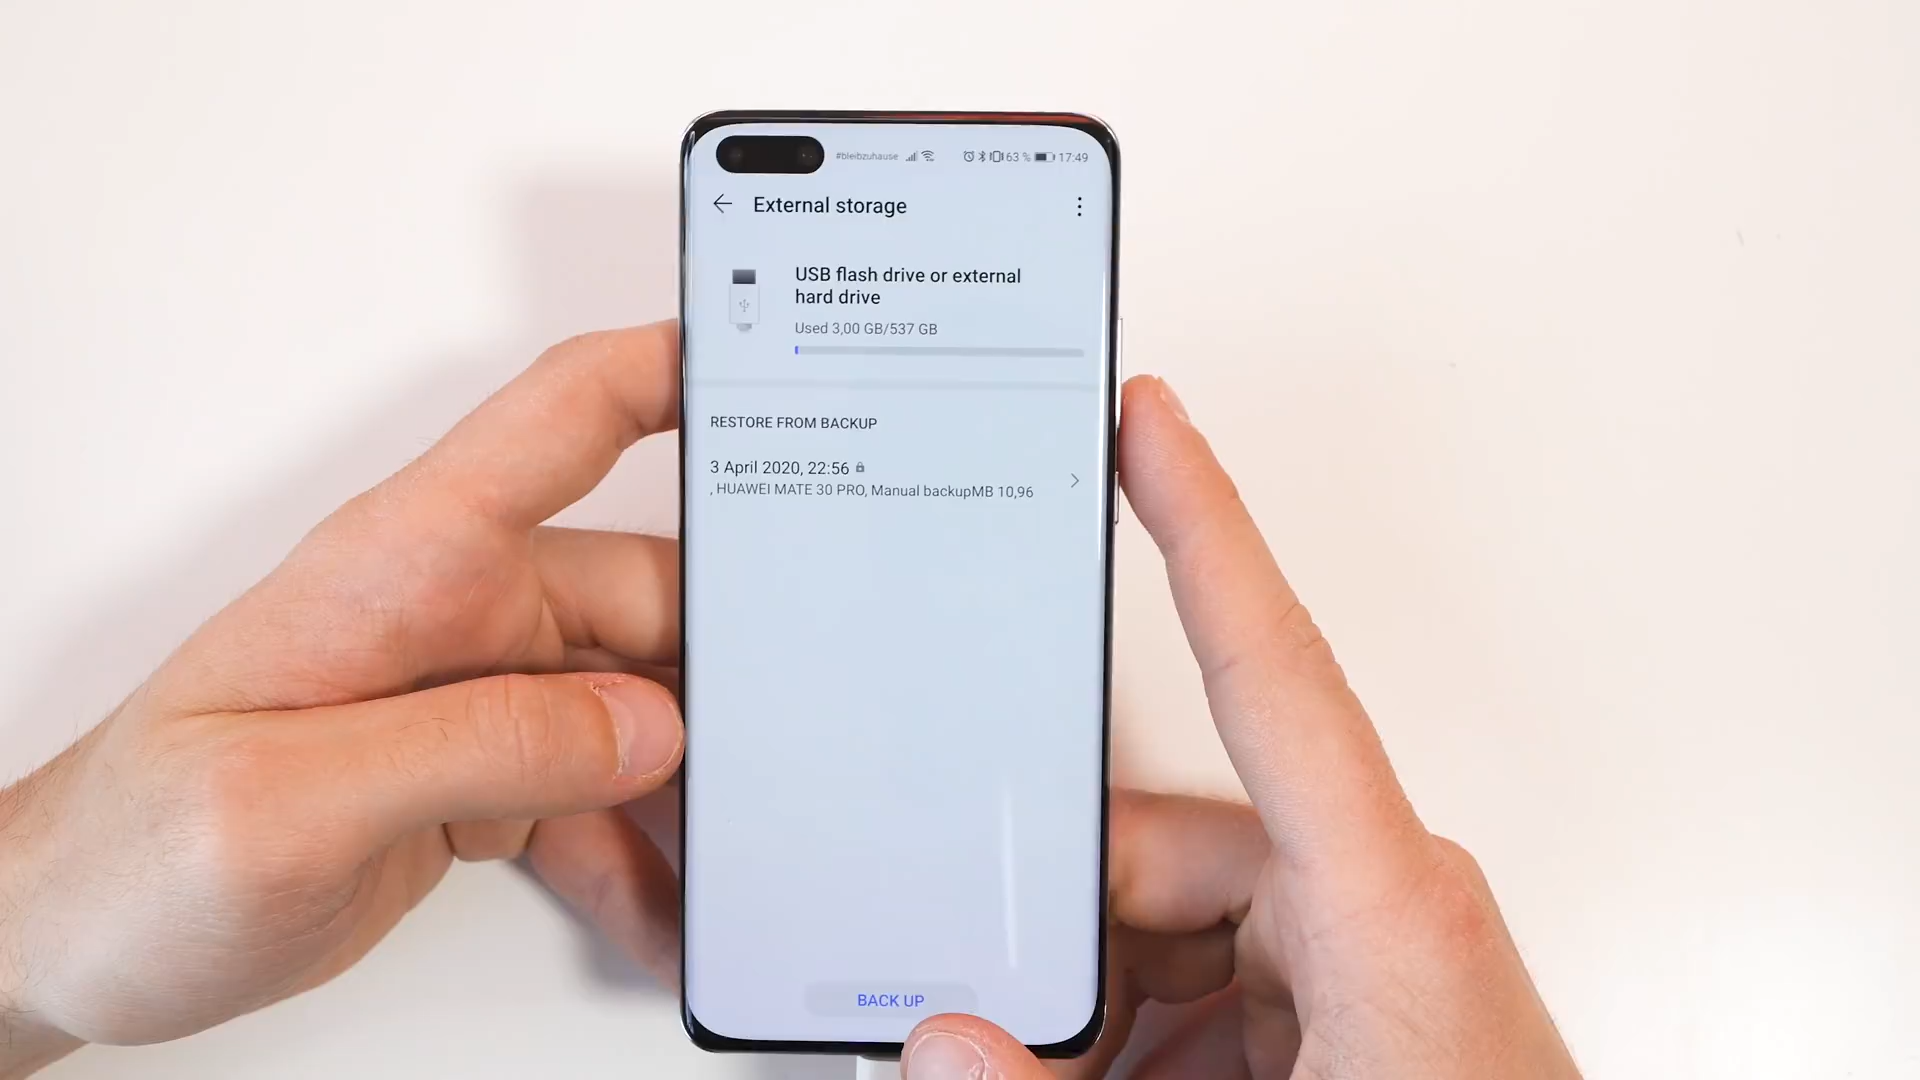 #bleibzuhause 63 % 17:49
External storage
USB flash drive or external
hard drive
Used 3,00 GB/537 GB
RESTORE FROM BACKUP
3 April 2020, 22:56
, HUAWEI MATE 30 PRO, Manual backupMB 10,96
BACK UP